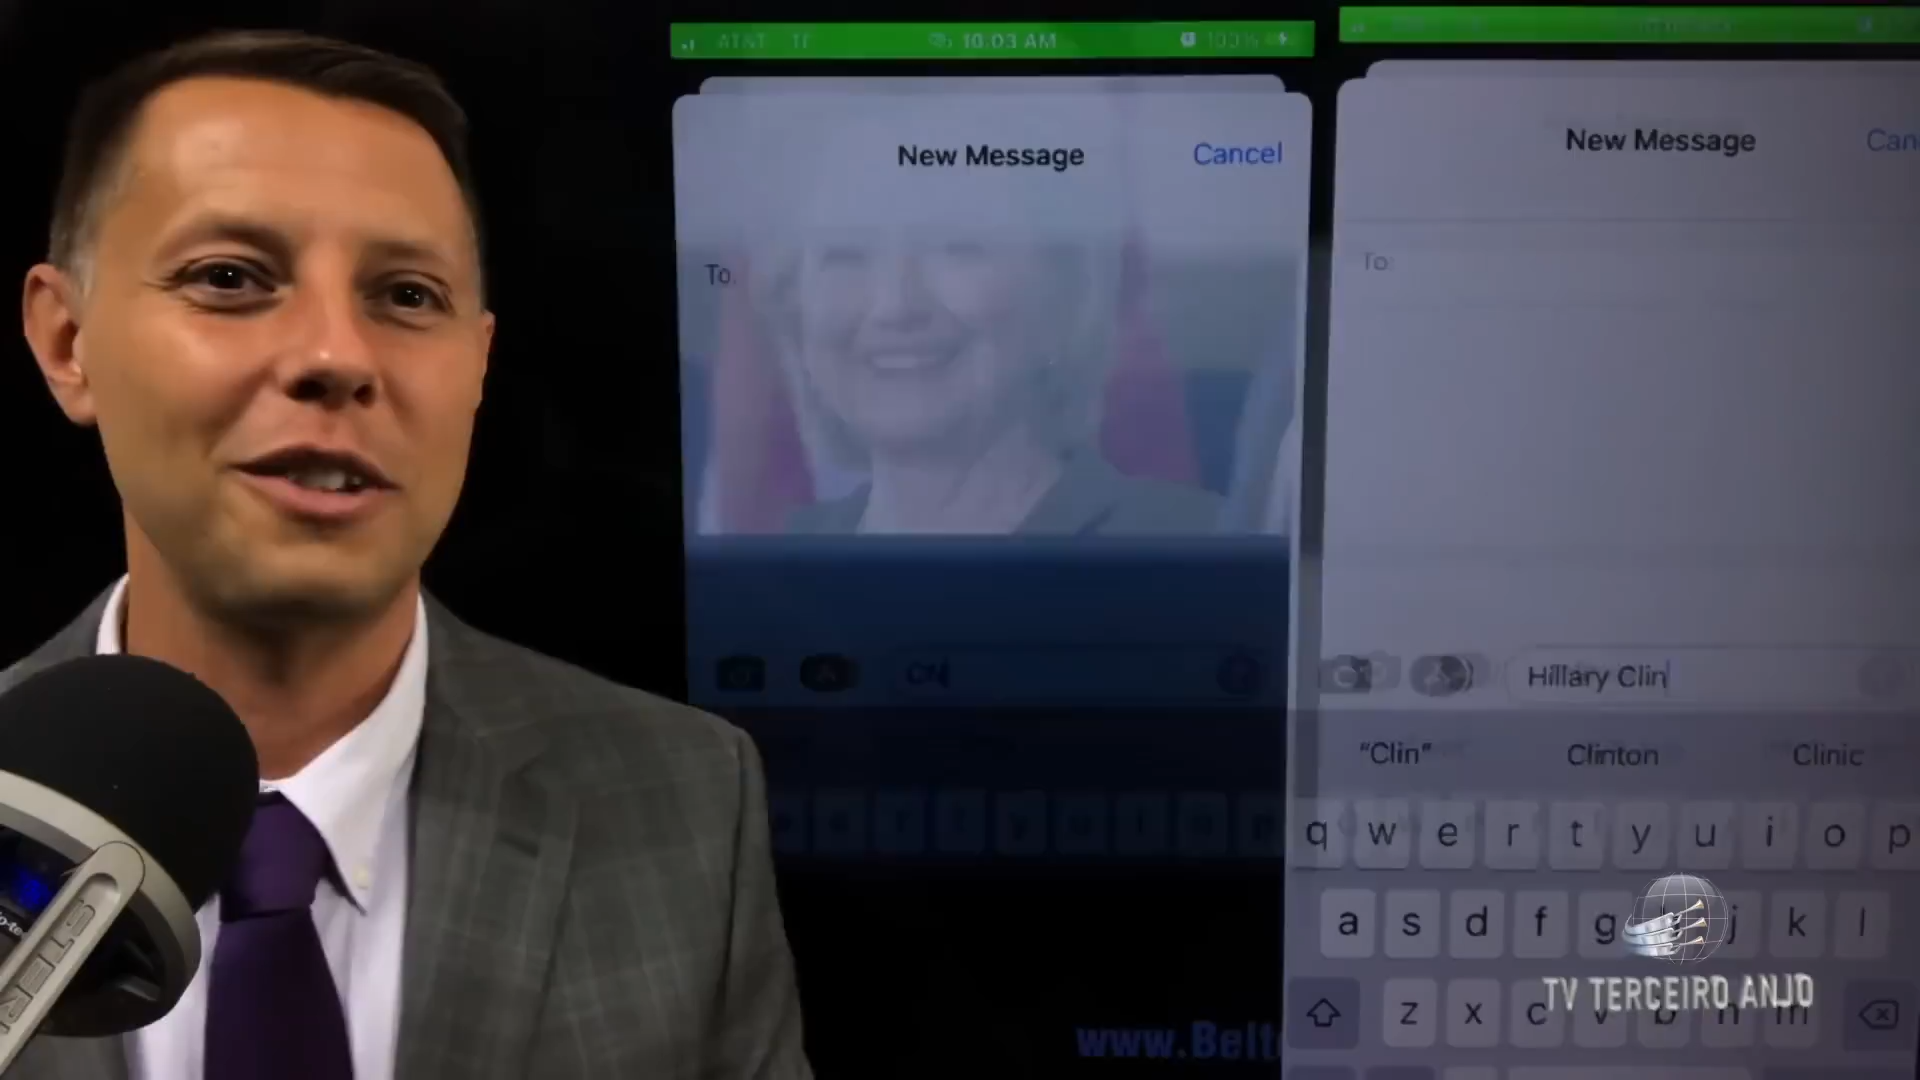 10:03 AM
New Message
Cancel
To:
New Message
Can
To:
Hillary Clin
"Clin"
Clinton
Clinic
q w e r t y u i o p
a s d f g j k l
z x c v b n m
TV TERCEIRO ANJO
www.Belt